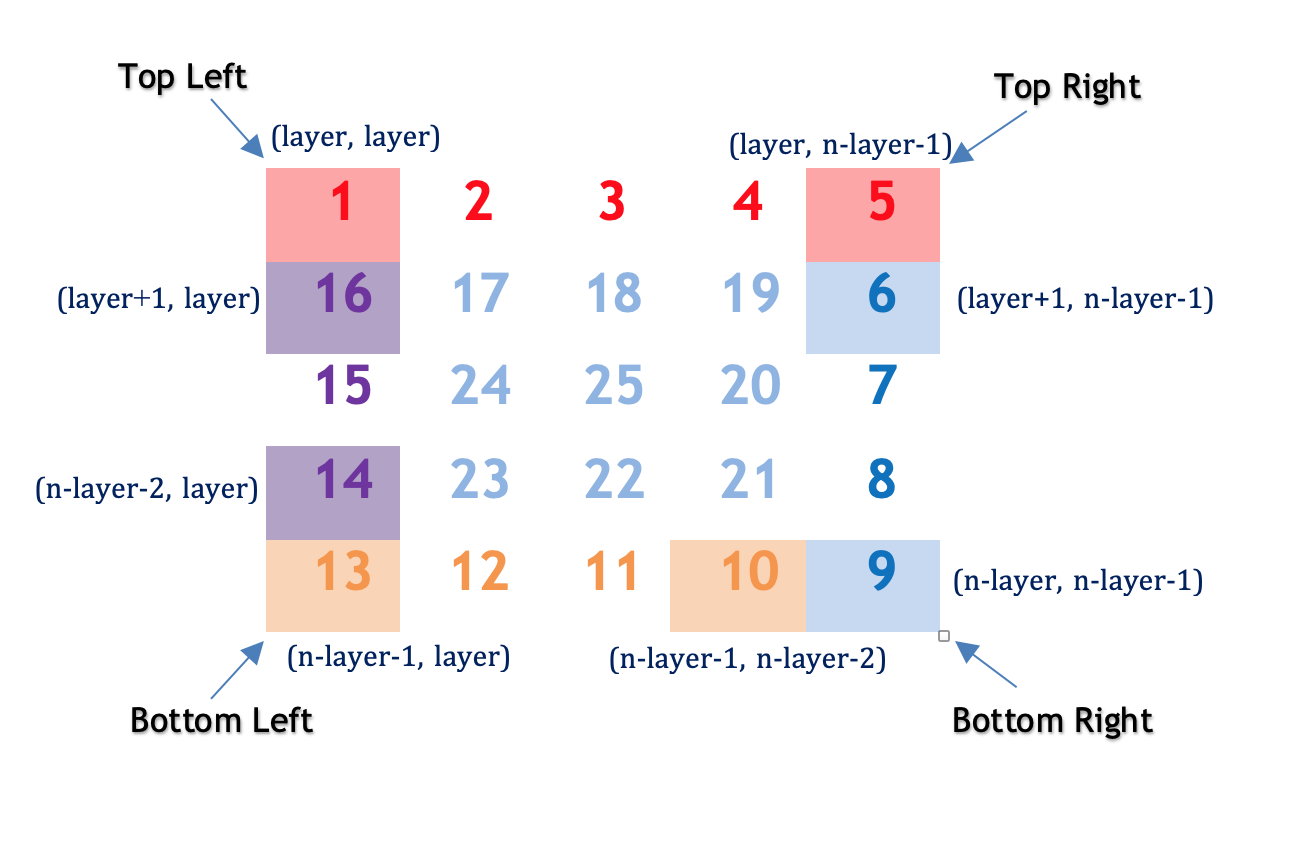 Top Left
Top Right
(layer, layer)
(layer, n-layer-1)
1 2 3 4 5
(layer+1, layer) 16 17 18 19 6 (layer+1, n-layer-1)
15 24 25 20 7
(n-layer-2, layer) 14 23 22 21 8
13 12 11 10 9 (n-layer, n-layer-1)
(n-layer-1, layer) (n-layer-1, n-layer-2)
Bottom Left Bottom Right